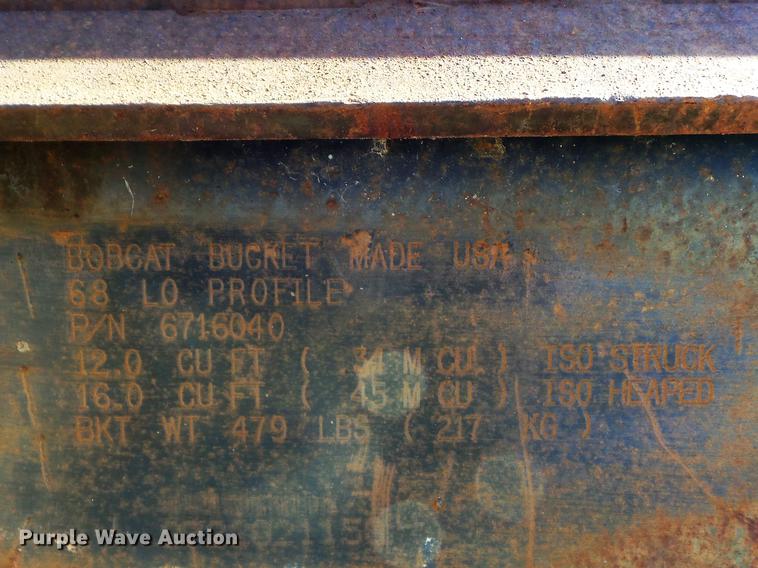 BOBCAT BUCKET MADE USA
68 LO PROFILE
P/N 6716040
12.0 CU FT ( .34 M CU ) ISO STRUCK
16.0 CU FT ( .45 M CU ) ISO HEAPED
BKT WT 479 LBS ( 217 KG )
Purple Wave Auction